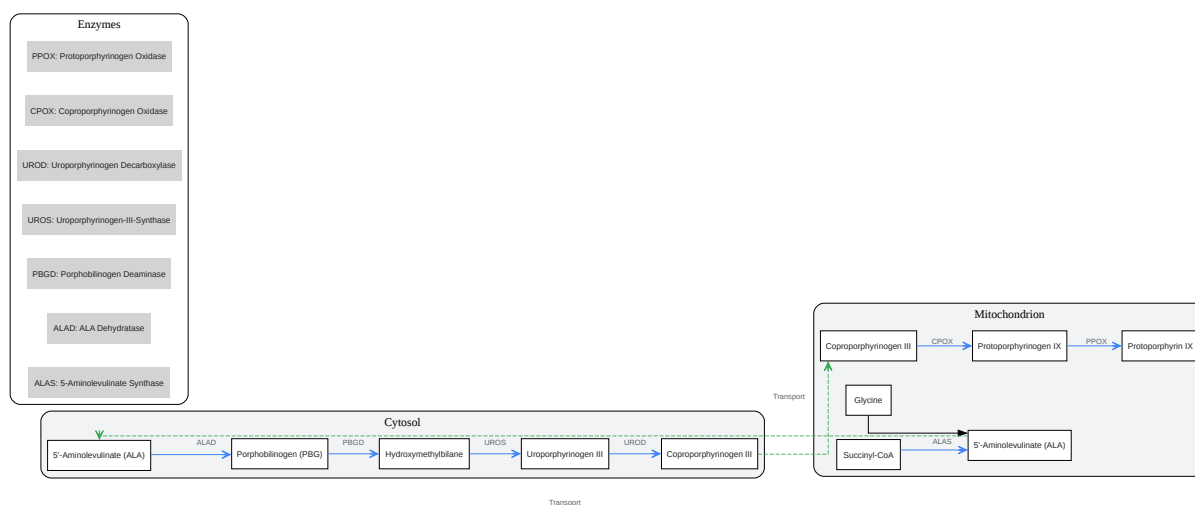 Enzymes
PPOX: Protoporphyrinogen Oxidase
CPOX: Coproporphyrinogen Oxidase
UROD: Uroporphyrinogen Decarboxylase
UROS: Uroporphyrinogen-III-Synthase
PBGD: Porphobilinogen Deaminase
ALAD: ALA Dehydratase
ALAS: 5-Aminolevulinate Synthase
Mitochondrion
Coproporphyrinogen III
CPOX
Protoporphyrinogen IX
PPOX
Protoporphyrin IX
Transport
Glycine
Succinyl-CoA
ALAS
5'-Aminolevulinate (ALA)
Cytosol
5'-Aminolevulinate (ALA)
ALAD
Porphobilinogen (PBG)
PBGD
Hydroxymethylbilane
UROS
Uroporphyrinogen III
UROD
Coproporphyrinogen III
Transport